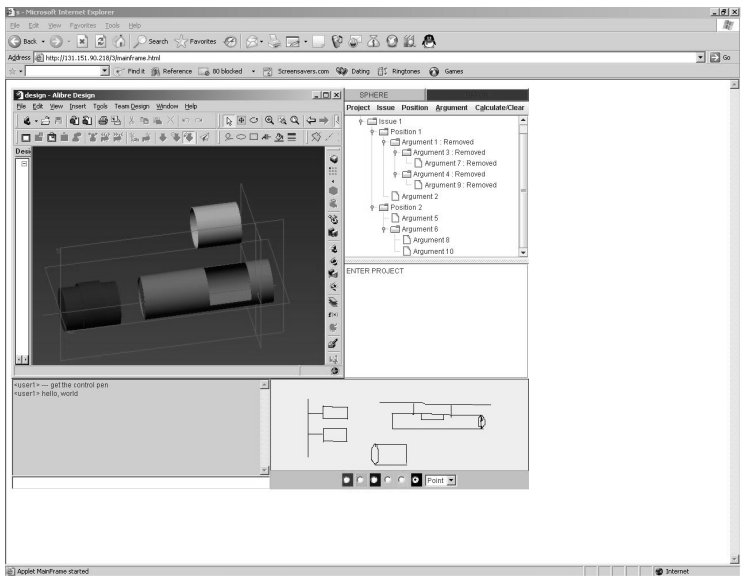 s - Microsoft Internet Explorer
File Edit View Favorites Tools Help
Back Search Favorites
Address http://131.151.90.218/3/mainframe.html Go
Find it Reference 80 blocked Screensavers.com Dating Ringtones Games
design - Alibre Design
File Edit View Insert Tools Team Design Window Help
Desi
f(x)
SPHERE
Project Issue Position Argument Calculate/Clear
Issue 1
Position 1
Argument 1 : Removed
Argument 3 : Removed
Argument 7 : Removed
Argument 4 : Removed
Argument 9 : Removed
Argument 2
Position 2
Argument 5
Argument 6
Argument 8
Argument 10
ENTER PROJECT
<user1> --- get the control pen
<user1> hello, world
Point
Applet MainFrame started Internet